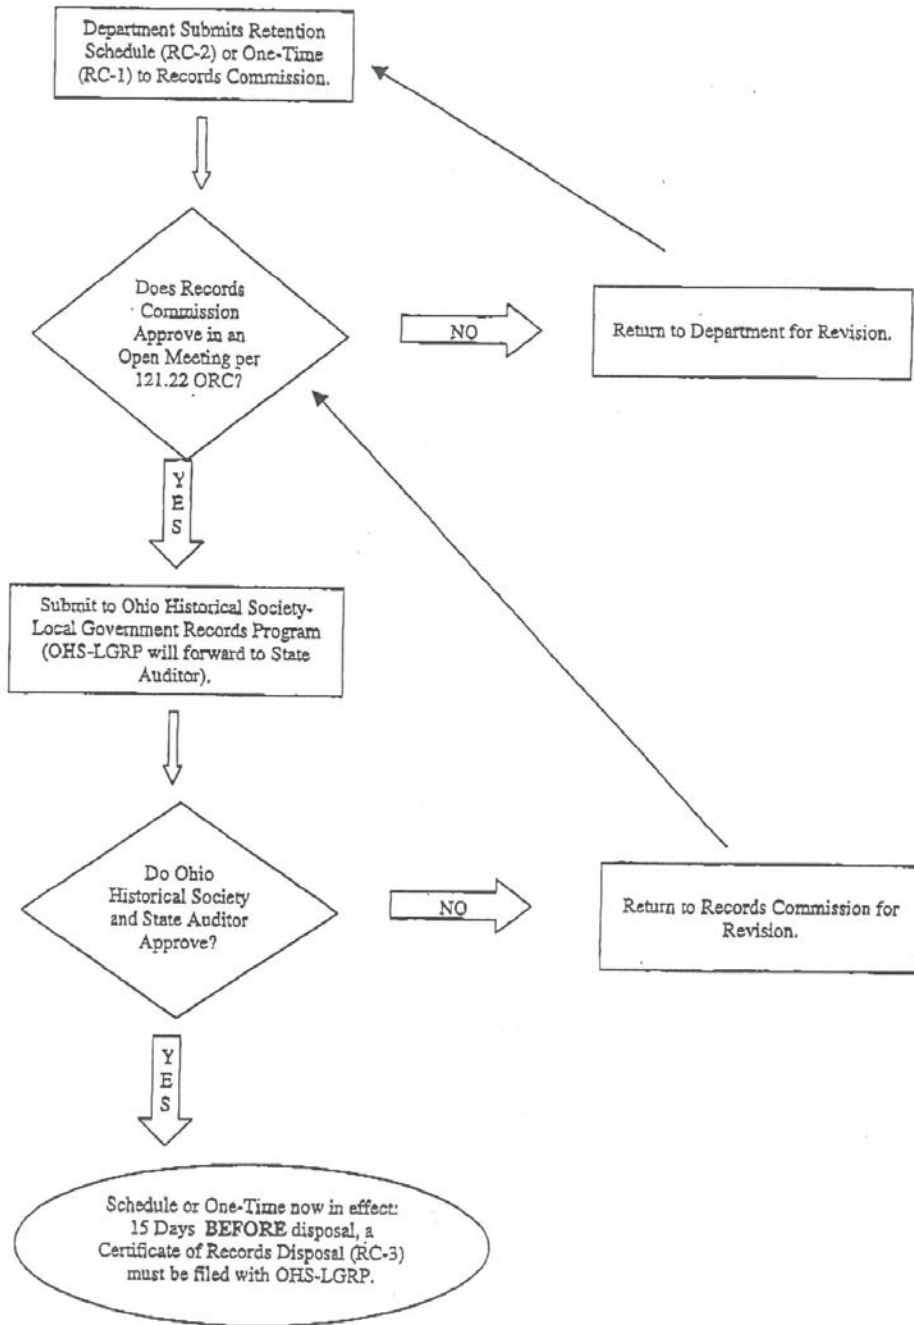 Department Submits Retention
Schedule (RC-2) or One-Time
(RC-1) to Records Commission.
Does Records
Commission
Approve in an
Open Meeting per
121.22 ORC?
NO
Return to Department for Revision.
Y
E
S
Submit to Ohio Historical Society-
Local Government Records Program
(OHS-LGRP will forward to State
Auditor).
Do Ohio
Historical Society
and State Auditor
Approve?
NO
Return to Records Commission for
Revision.
Y
E
S
Schedule or One-Time now in effect:
15 Days BEFORE disposal, a
Certificate of Records Disposal (RC-3)
must be filed with OHS-LGRP.